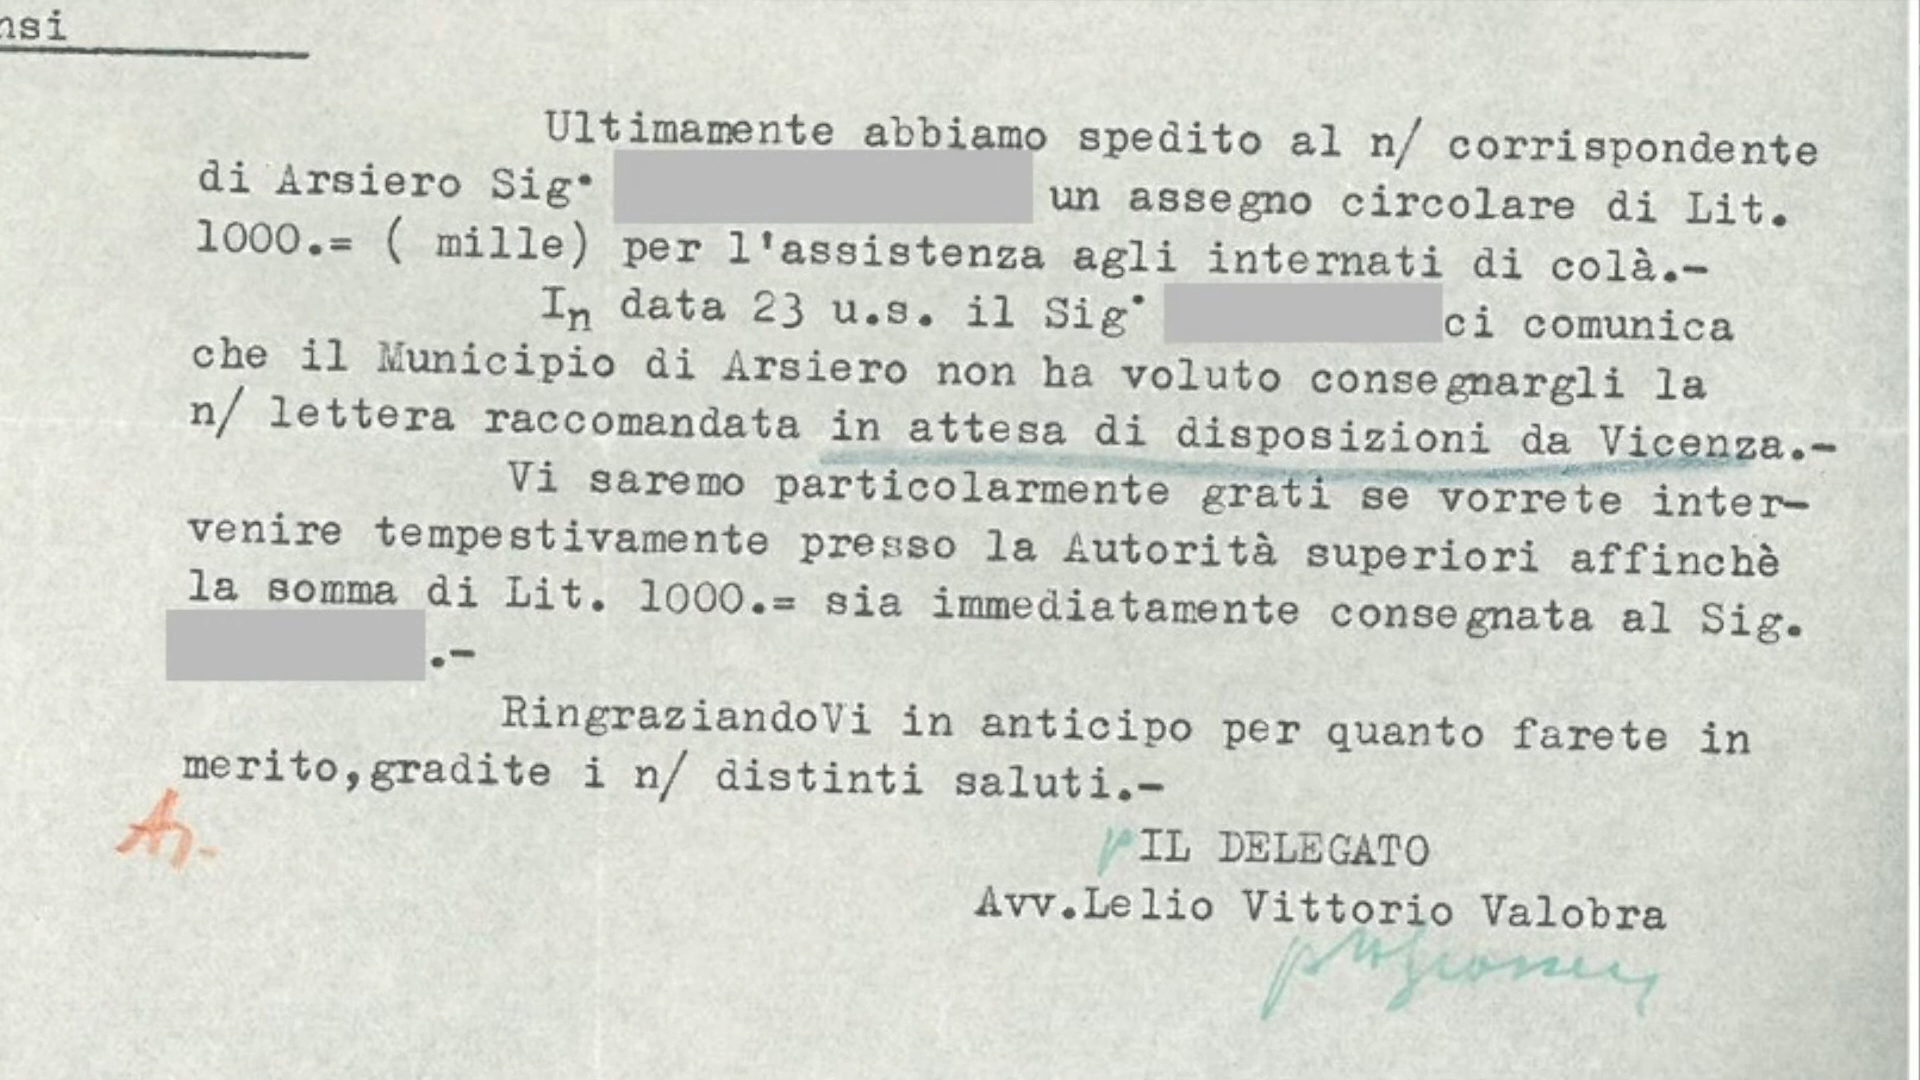 nsi
Ultimamente abbiamo spedito al n/ corrispondente
di Arsiero Sig. un assegno circolare di Lit.
1000.= ( mille) per l'assistenza agli internati di colà.-
In data 23 u.s. il Sig. ci comunica
che il Municipio di Arsiero non ha voluto consegnargli la
n/ lettera raccomandata in attesa di disposizioni da Vicenza.-
Vi saremo particolarmente grati se vorrete inter-
venire tempestivamente presso la Autorità superiori affinchè
la somma di Lit. 1000.= sia immediatamente consegnata al Sig.
.-
RingraziandoVi in anticipo per quanto farete in
merito,gradite i n/ distinti saluti.-
p IL DELEGATO
Avv.Lelio Vittorio Valobra